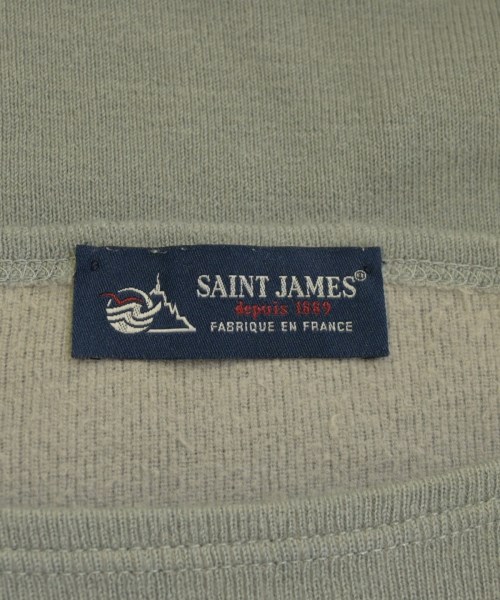 SAINT JAMES®
depuis 1889
FABRIQUE EN FRANCE